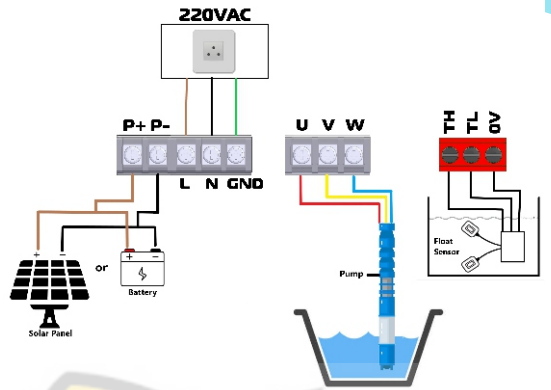 220VAC
P+ P-
L N GND
U V W
TH TL 0V
+ - or + -
Solar Panel
Battery
Pump
Float
Sensor